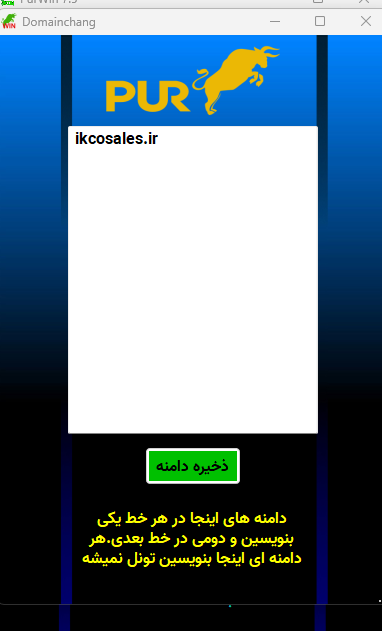 PurWin 7.5
WIN Domainchang
PUR
ikcosales.ir
ذخیره دامنه
دامنه های اینجا در هر خط یکی
بنویسین و دومی در خط بعدی.هر
دامنه ای اینجا بنویسین تونل نمیشه